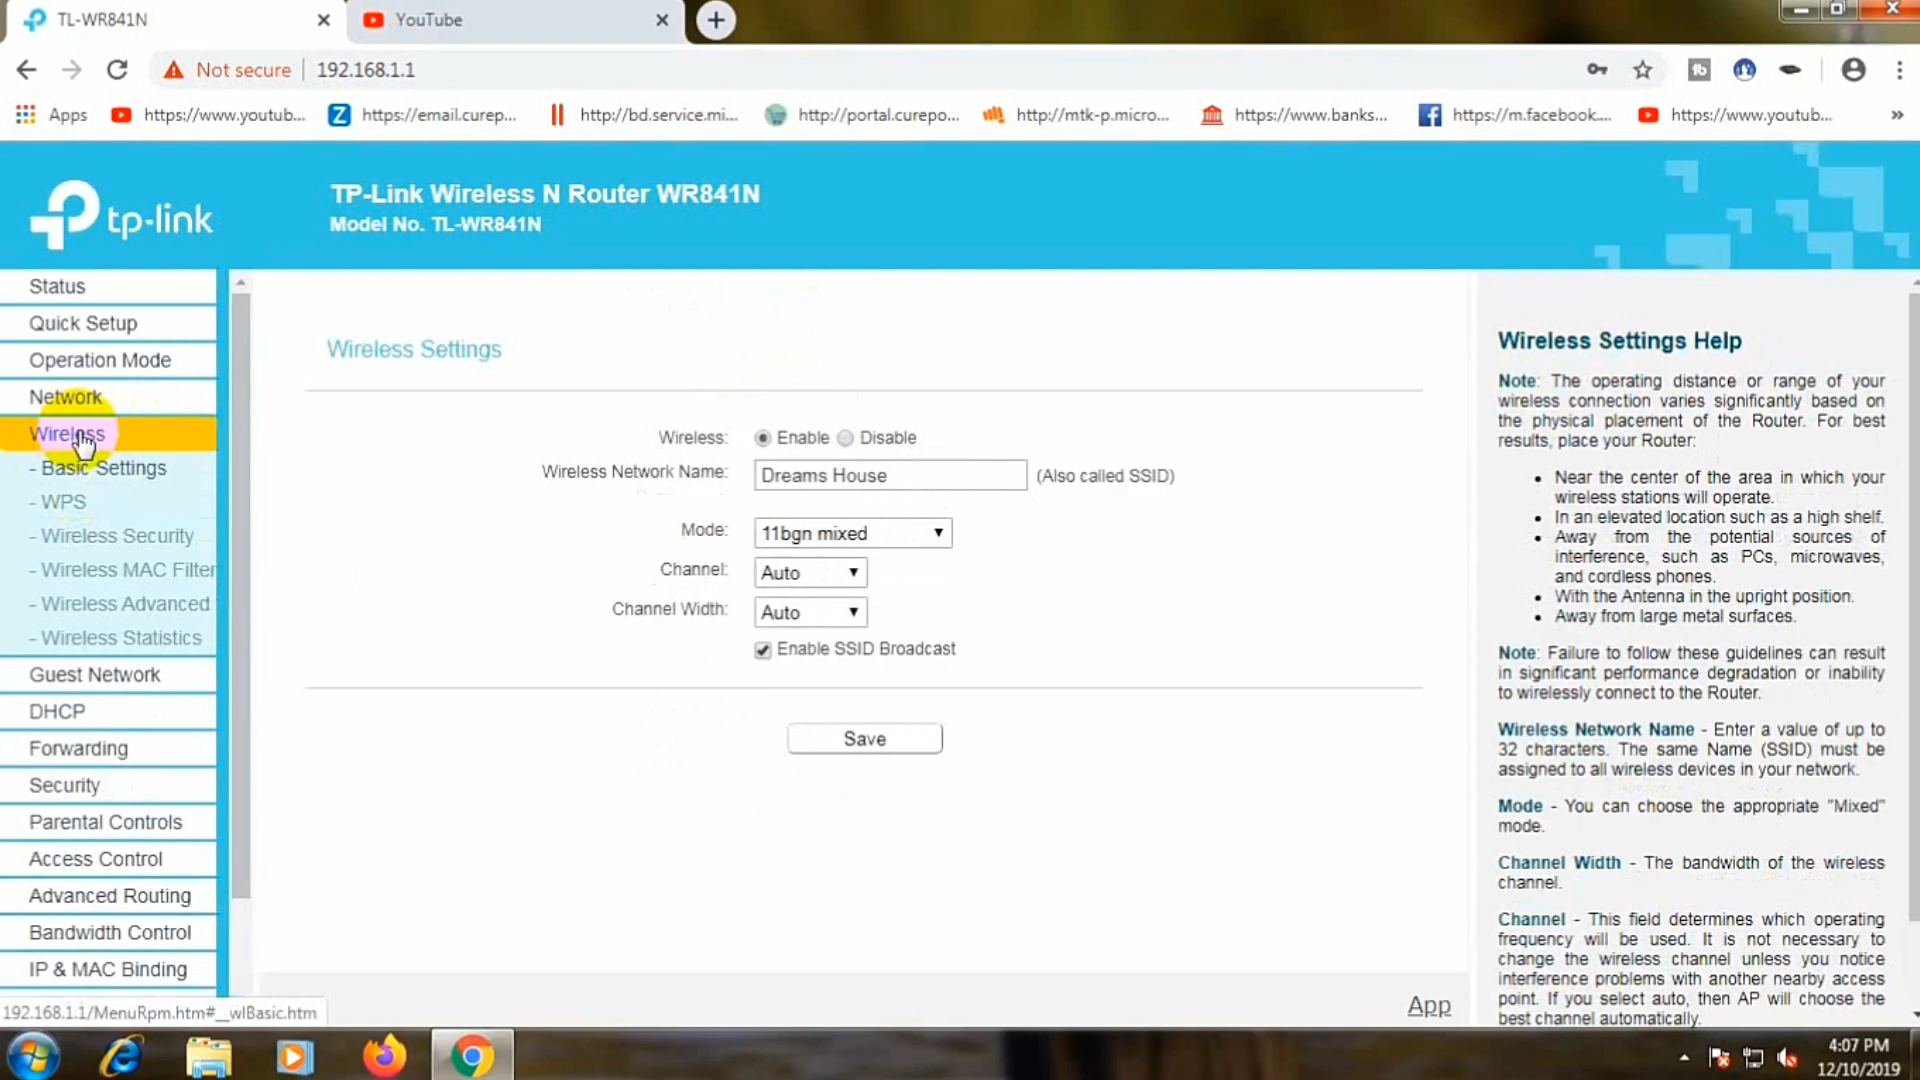 TL-WR841N
YouTube
Not secure
192.168.1.1
Apps
https://www.youtub...
https://email.curep...
http://bd.service.mi...
http://portal.curepo...
http://mtk-p.micro...
https://www.banks...
https://m.facebook....
https://www.youtub...
»
tp-link
TP-Link Wireless N Router WR841N
Model No. TL-WR841N
Status
Quick Setup
Operation Mode
Network
Wireless
- Basic Settings
- WPS
- Wireless Security
- Wireless MAC Filter
- Wireless Advanced
- Wireless Statistics
Guest Network
DHCP
Forwarding
Security
Parental Controls
Access Control
Advanced Routing
Bandwidth Control
IP & MAC Binding
192.168.1.1/MenuRpm.htm#__wlBasic.htm
Wireless Settings
Wireless: Enable Disable
Wireless Network Name: Dreams House (Also called SSID)
Mode: 11bgn mixed
Channel: Auto
Channel Width: Auto
Enable SSID Broadcast
Save
App
Wireless Settings Help
Note: The operating distance or range of your
wireless connection varies significantly based on
the physical placement of the Router. For best
results, place your Router:
• Near the center of the area in which your
wireless stations will operate.
• In an elevated location such as a high shelf.
• Away from the potential sources of
interference, such as PCs, microwaves,
and cordless phones.
• With the Antenna in the upright position.
• Away from large metal surfaces.
Note: Failure to follow these guidelines can result
in significant performance degradation or inability
to wirelessly connect to the Router.
Wireless Network Name - Enter a value of up to
32 characters. The same Name (SSID) must be
assigned to all wireless devices in your network.
Mode - You can choose the appropriate "Mixed"
mode.
Channel Width - The bandwidth of the wireless
channel.
Channel - This field determines which operating
frequency will be used. It is not necessary to
change the wireless channel unless you notice
interference problems with another nearby access
point. If you select auto, then AP will choose the
best channel automatically.
4:07 PM
12/10/2019